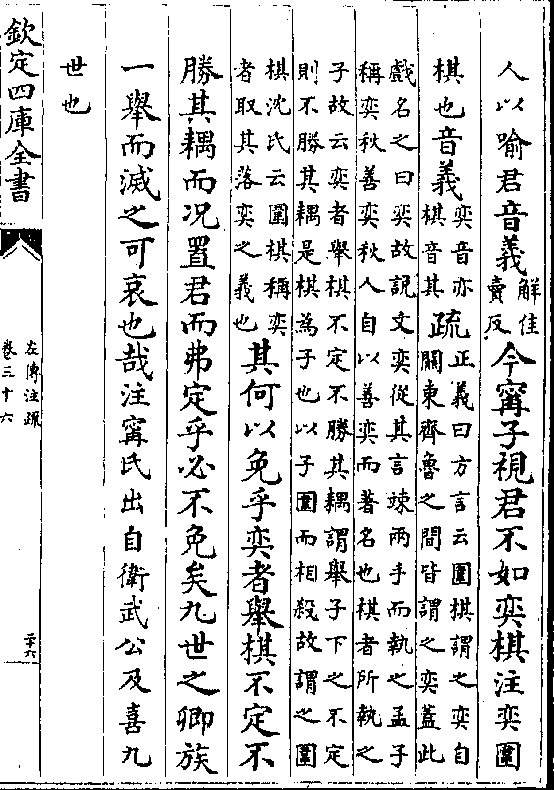 人以喻君音義解佳賣反今寗子視君不如奕棋注奕圍
棋也音義奕音亦棋音其疏正義曰方言云圍棋謂之奕自關東齊魯之間皆謂之奕蓋此
戲名之曰奕故說文奕從其言竦兩手而執之孟子
稱奕秋善奕秋人自以善奕而著名也棋者所執之
子故云奕者舉棋不定不勝其耦謂舉子下之不定
則不勝其耦是棋為子也以子圍而相殺故謂之圍
棋沈氏云圍棋稱奕者取其落奕之義也其何以免乎奕者舉棋不定不
勝其耦而况置君而弗定乎必不免矣九世之卿族
一舉而滅之可哀也哉注寗氏出自衛武公及喜九
世也
欽定四庫全書
左傳注疏
卷三十六
二十六